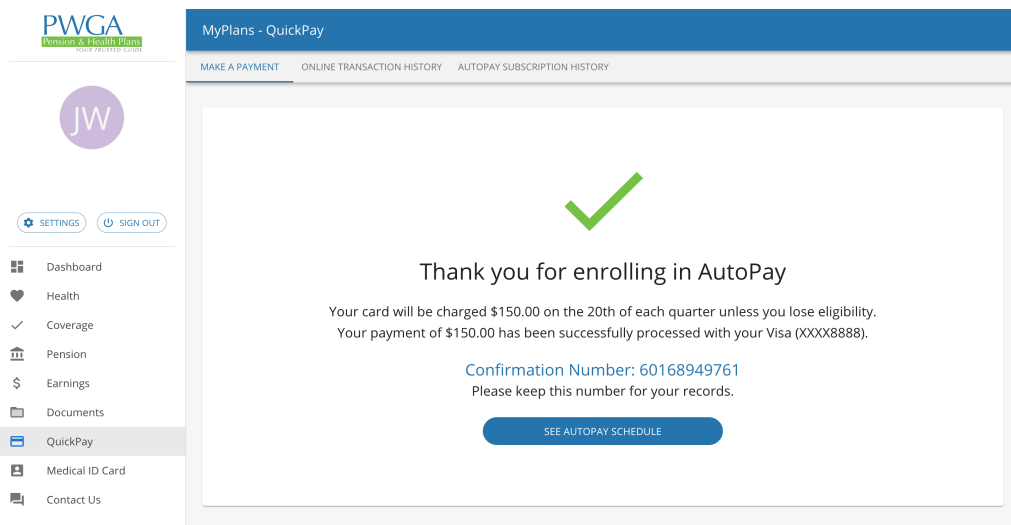 PWGA
Pension & Health Plans
YOUR TRUSTED GUIDE
JW
SETTINGS
SIGN OUT
Dashboard
Health
Coverage
Pension
Earnings
Documents
QuickPay
Medical ID Card
Contact Us
MyPlans - QuickPay
MAKE A PAYMENT ONLINE TRANSACTION HISTORY AUTOPAY SUBSCRIPTION HISTORY
Thank you for enrolling in AutoPay
Your card will be charged $150.00 on the 20th of each quarter unless you lose eligibility.
Your payment of $150.00 has been successfully processed with your Visa (XXXX8888).
Confirmation Number: 60168949761
Please keep this number for your records.
SEE AUTOPAY SCHEDULE